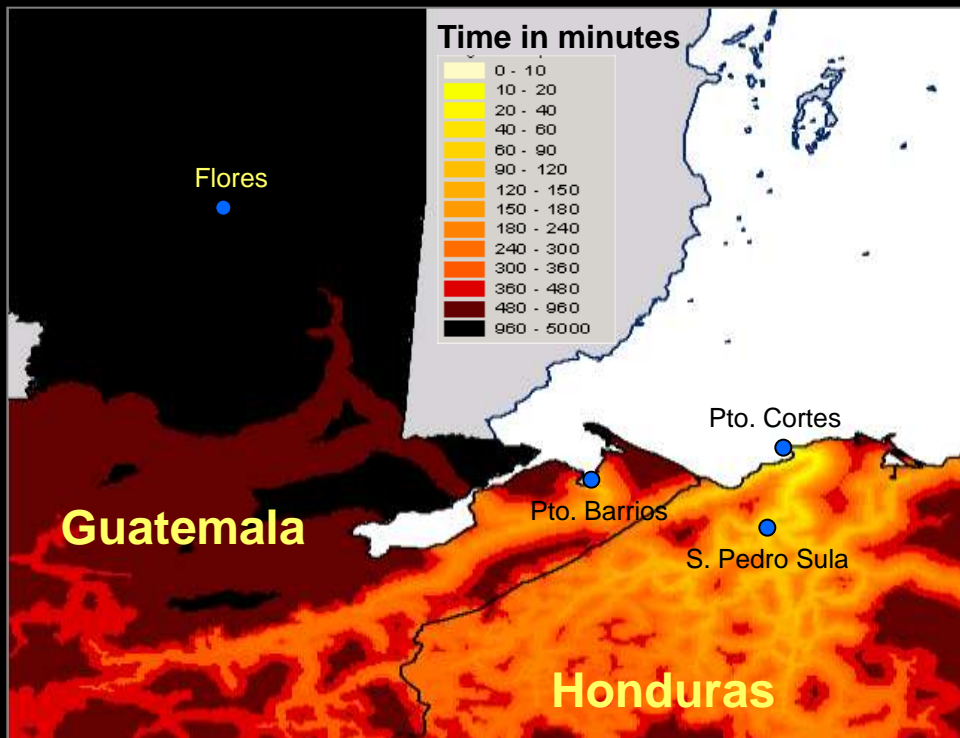 Time in minutes
0 - 10
10 - 20
20 - 40
40 - 60
60 - 90
90 - 120
120 - 150
150 - 180
180 - 240
240 - 300
300 - 360
360 - 480
480 - 960
960 - 5000
Flores
Pto. Cortes
Pto. Barrios
Guatemala
S. Pedro Sula
Honduras